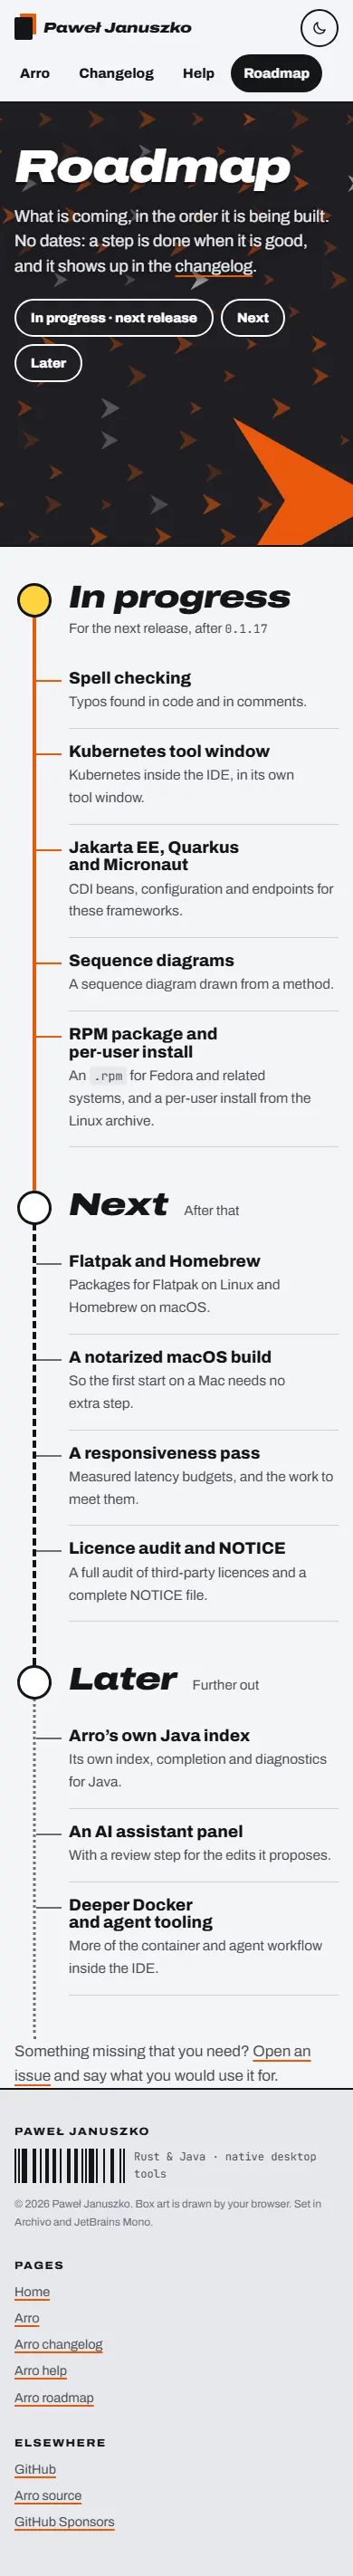 Paweł Januszko
Arro Changelog Help Roadmap
Roadmap
What is coming, in the order it is being built.
No dates: a step is done when it is good,
and it shows up in the changelog.
In progress · next release Next
Later
In progress
For the next release, after 0.1.17
Spell checking
Typos found in code and in comments.
Kubernetes tool window
Kubernetes inside the IDE, in its own
tool window.
Jakarta EE, Quarkus
and Micronaut
CDI beans, configuration and endpoints for
these frameworks.
Sequence diagrams
A sequence diagram drawn from a method.
RPM package and
per-user install
An .rpm for Fedora and related
systems, and a per-user install from the
Linux archive.
Next After that
Flatpak and Homebrew
Packages for Flatpak on Linux and
Homebrew on macOS.
A notarized macOS build
So the first start on a Mac needs no
extra step.
A responsiveness pass
Measured latency budgets, and the work to
meet them.
Licence audit and NOTICE
A full audit of third-party licences and a
complete NOTICE file.
Later Further out
Arro’s own Java index
Its own index, completion and diagnostics
for Java.
An AI assistant panel
With a review step for the edits it proposes.
Deeper Docker
and agent tooling
More of the container and agent workflow
inside the IDE.
Something missing that you need? Open an
issue and say what you would use it for.
PAWEŁ JANUSZKO
Rust & Java · native desktop
tools
© 2026 Paweł Januszko. Box art is drawn by your browser. Set in
Archivo and JetBrains Mono.
PAGES
Home
Arro
Arro changelog
Arro help
Arro roadmap
ELSEWHERE
GitHub
Arro source
GitHub Sponsors